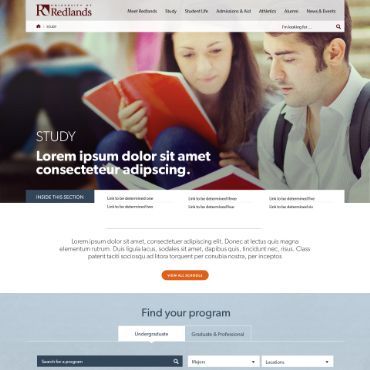 UNIVERSITY OF
Redlands
Meet Redlands Study Student Life Admissions & Aid Athletics Alumni News & Events
STUDY
I'm looking for ...
STUDY
Lorem ipsum dolor sit amet
consecteteur adipscing.
INSIDE THIS SECTION
Link to be determined one Link to be determined three Link to be determined five
Link to be determined two Link to be determined four Link to be determined six
Lorem ipsum dolor sit amet, consectuer adipiscing elit. Donec at lectus quis magna
elementum rutrum. Duis ligula lacus, sodales sit amet, dapibus quis, tincidunt nec, risus. Class
patent taciti sociosqu ad litora torquent per conubia nostra, per inceptos
VIEW ALL SCHOOLS
Find your program
Undergraduate Graduate & Professional
Search for a program Majors Locations